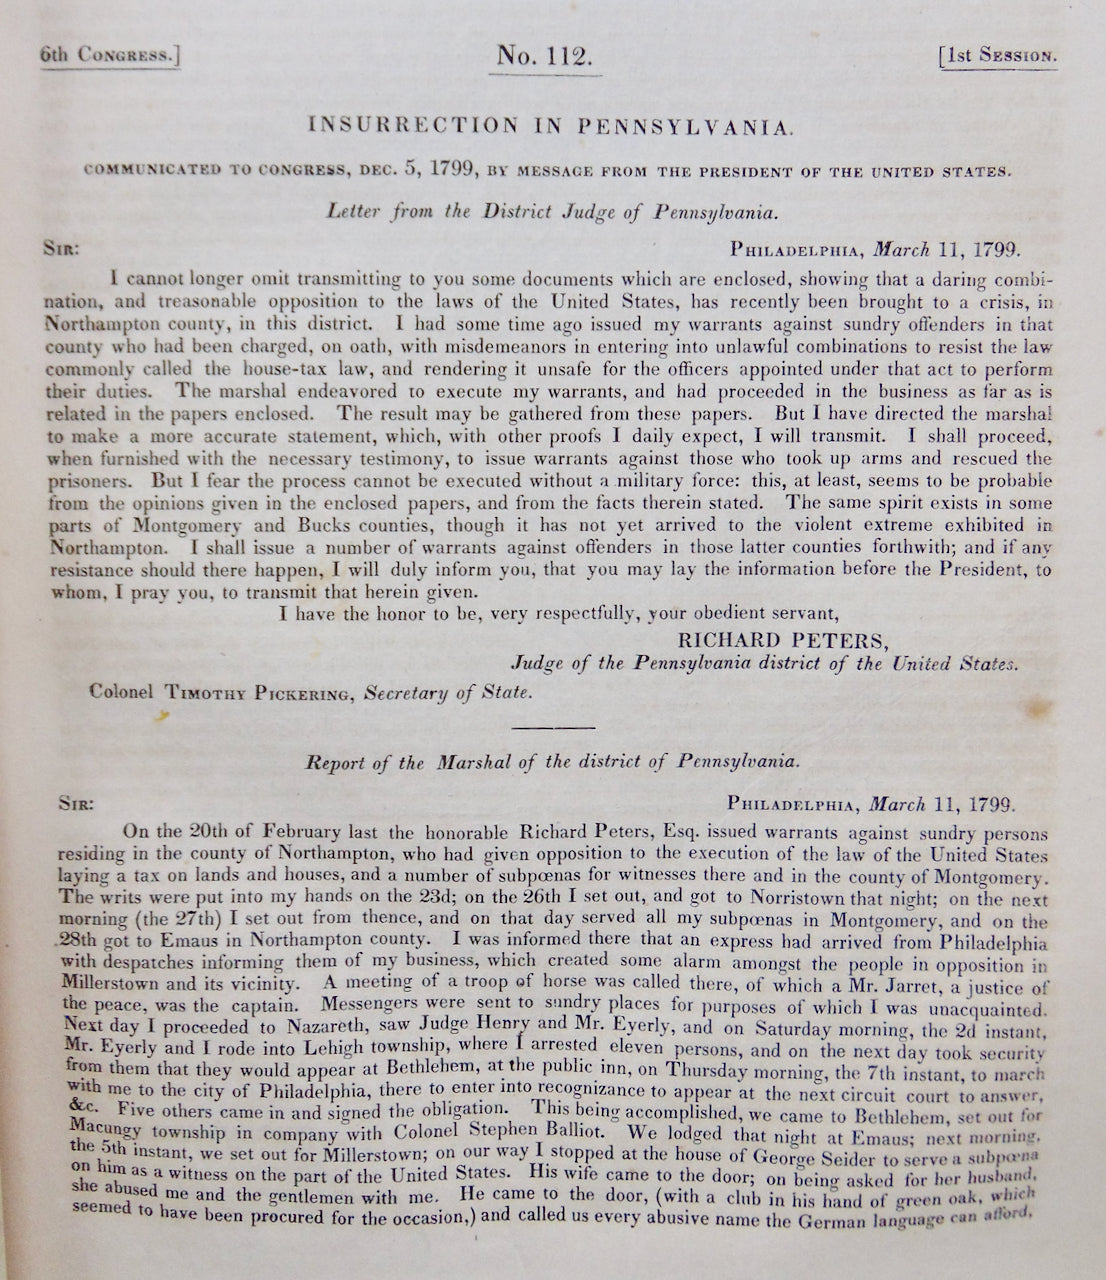 6th Congress.]
No. 112.
[1st Session.
INSURRECTION IN PENNSYLVANIA.
COMMUNICATED TO CONGRESS, DEC. 5, 1799, BY MESSAGE FROM THE PRESIDENT OF THE UNITED STATES.
Letter from the District Judge of Pennsylvania.
Sir:
Philadelphia, March 11, 1799.
I cannot longer omit transmitting to you some documents which are enclosed, showing that a daring combi-
nation, and treasonable opposition to the laws of the United States, has recently been brought to a crisis, in
Northampton county, in this district. I had some time ago issued my warrants against sundry offenders in that
county who had been charged, on oath, with misdemeanors in entering into unlawful combinations to resist the law
commonly called the house-tax law, and rendering it unsafe for the officers appointed under that act to perform
their duties. The marshal endeavored to execute my warrants, and had proceeded in the business as far as is
related in the papers enclosed. The result may be gathered from these papers. But I have directed the marshal
to make a more accurate statement, which, with other proofs I daily expect, I will transmit. I shall proceed,
when furnished with the necessary testimony, to issue warrants against those who took up arms and rescued the
prisoners. But I fear the process cannot be executed without a military force: this, at least, seems to be probable
from the opinions given in the enclosed papers, and from the facts therein stated. The same spirit exists in some
parts of Montgomery and Bucks counties, though it has not yet arrived to the violent extreme exhibited in
Northampton. I shall issue a number of warrants against offenders in those latter counties forthwith; and if any
resistance should there happen, I will duly inform you, that you may lay the information before the President, to
whom, I pray you, to transmit that herein given.
I have the honor to be, very respectfully, your obedient servant,
RICHARD PETERS,
Judge of the Pennsylvania district of the United States.
Colonel Timothy Pickering, Secretary of State.
Report of the Marshal of the district of Pennsylvania.
Sir:
Philadelphia, March 11, 1799.
On the 20th of February last the honorable Richard Peters, Esq. issued warrants against sundry persons
residing in the county of Northampton, who had given opposition to the execution of the law of the United States
laying a tax on lands and houses, and a number of subpœnas for witnesses there and in the county of Montgomery.
The writs were put into my hands on the 23d; on the 26th I set out, and got to Norristown that night; on the next
morning (the 27th) I set out from thence, and on that day served all my subpœnas in Montgomery, and on the
28th got to Emaus in Northampton county. I was informed there that an express had arrived from Philadelphia
with despatches informing them of my business, which created some alarm amongst the people in opposition in
Millerstown and its vicinity. A meeting of a troop of horse was called there, of which a Mr. Jarret, a justice of
the peace, was the captain. Messengers were sent to sundry places for purposes of which I was unacquainted.
Next day I proceeded to Nazareth, saw Judge Henry and Mr. Eyerly, and on Saturday morning, the 2d instant,
Mr. Eyerly and I rode into Lehigh township, where I arrested eleven persons, and on the next day took security
from them that they would appear at Bethlehem, at the public inn, on Thursday morning, the 7th instant, to march
with me to the city of Philadelphia, there to enter into recognizance to appear at the next circuit court to answer,
&c. Five others came in and signed the obligation. This being accomplished, we came to Bethlehem, set out for
Macungy township in company with Colonel Stephen Balliot. We lodged that night at Emaus; next morning,
the 5th instant, we set out for Millerstown; on our way I stopped at the house of George Seider to serve a subpœna
on him as a witness on the part of the United States. His wife came to the door; on being asked for her husband,
she abused me and the gentlemen with me. He came to the door, (with a club in his hand of green oak, which
seemed to have been procured for the occasion,) and called us every abusive name the German language can afford,